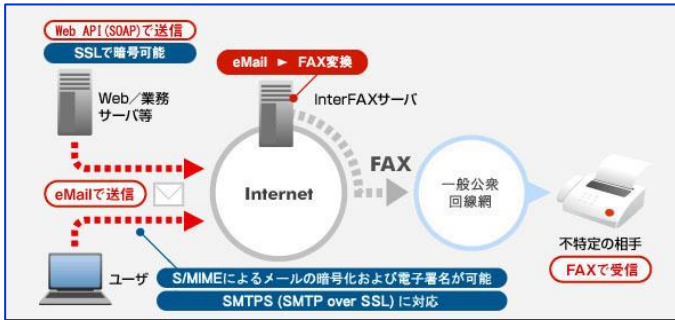 Web API(SOAP)で送信
SSLで暗号可能
eMail ► FAX変換
Web／業務
サーバ等
InterFAXサーバ
FAX
Internet
一般公衆
回線網
eMailで送信
不特定の相手
FAXで受信
ユーザ
S/MIMEによるメールの暗号化および電子署名が可能
SMTPS (SMTP over SSL) に対応